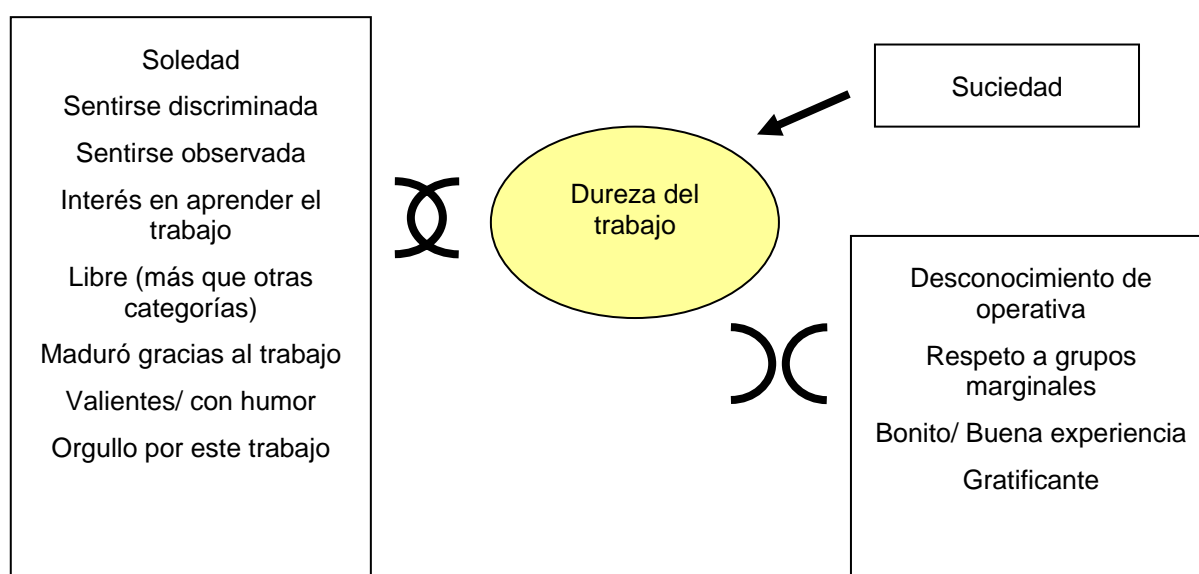 Soledad
Sentirse discriminada
Sentirse observada
Interés en aprender el
trabajo
Libre (más que otras
categorías)
Maduró gracias al trabajo
Valientes/ con humor
Orgullo por este trabajo
Dureza del
trabajo
Suciedad
Desconocimiento de
operativa
Respeto a grupos
marginales
Bonito/ Buena experiencia
Gratificante